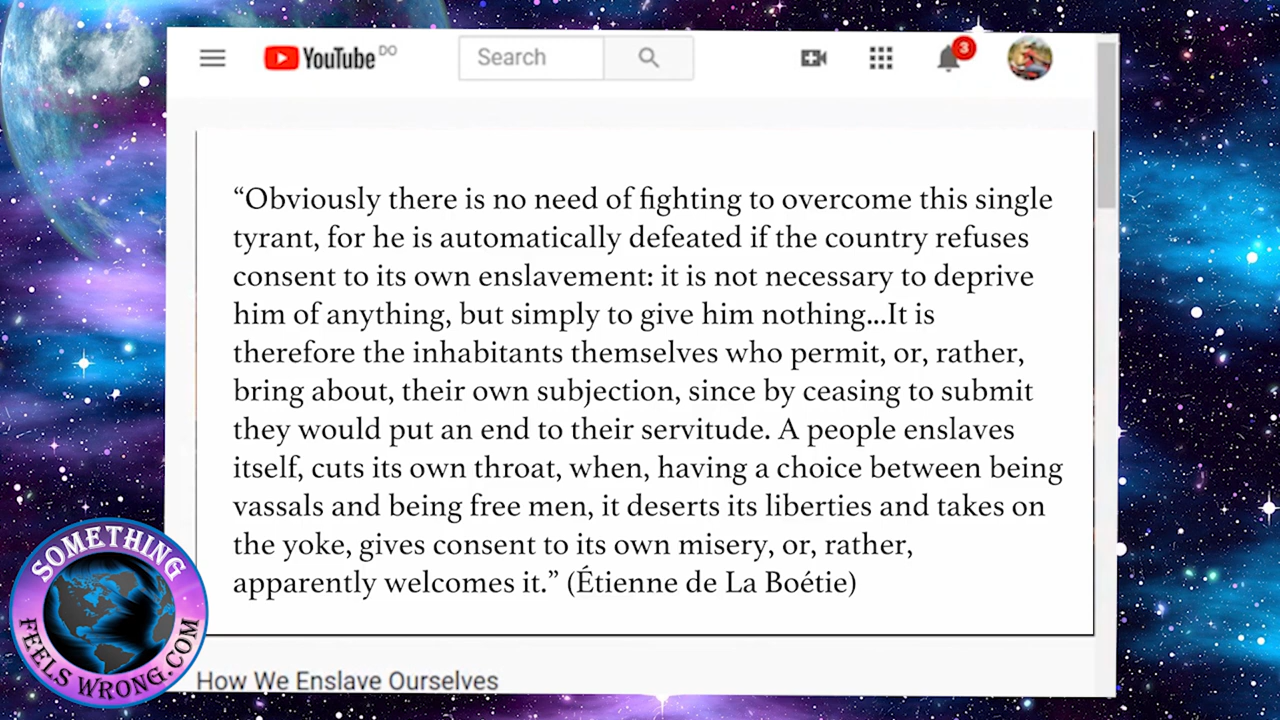 YouTube DO
Search
3
“Obviously there is no need of fighting to overcome this single
tyrant, for he is automatically defeated if the country refuses
consent to its own enslavement: it is not necessary to deprive
him of anything, but simply to give him nothing...It is
therefore the inhabitants themselves who permit, or, rather,
bring about, their own subjection, since by ceasing to submit
they would put an end to their servitude. A people enslaves
itself, cuts its own throat, when, having a choice between being
vassals and being free men, it deserts its liberties and takes on
the yoke, gives consent to its own misery, or, rather,
apparently welcomes it.” (Étienne de La Boétie)
How We Enslave Ourselves
SOMETHING
FEELS WRONG.COM